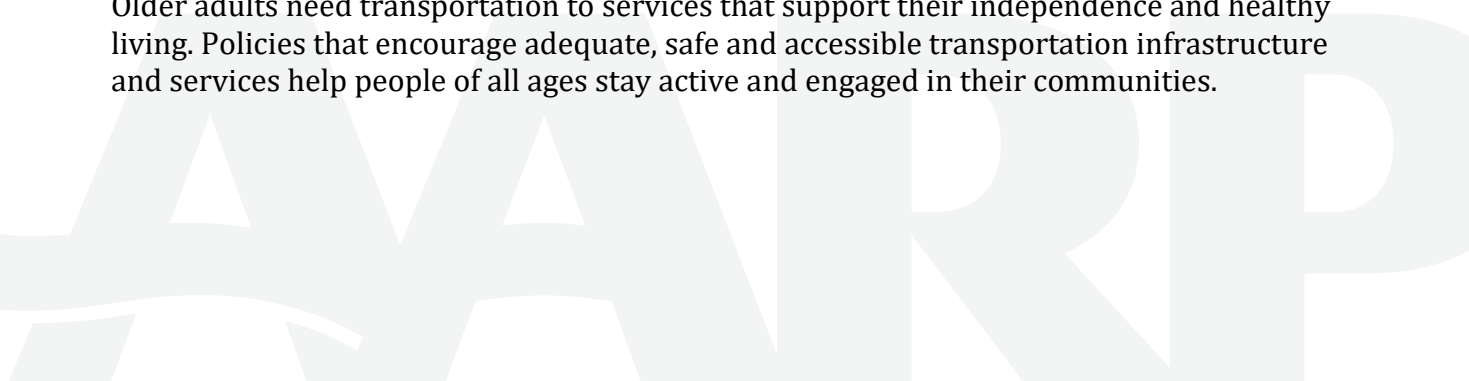 Older adults need transportation to services that support their independence and healthy
living. Policies that encourage adequate, safe and accessible transportation infrastructure
and services help people of all ages stay active and engaged in their communities.
AARP